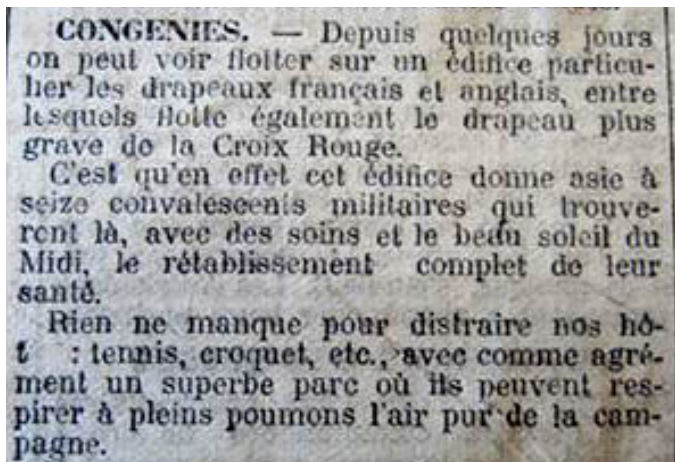 CONGENIES. — Depuis quelques jours
on peut voir flotter sur un édifice particu-
lier les drapeaux français et anglais, entre
lesquels flotte également le drapeau plus
grave de la Croix Rouge.
C'est qu'en effet cet édifice donne asie à
seize convalescents militaires qui trouve-
ront là, avec des soins et le beau soleil du
Midi, le rétablissement complet de leur
santé.
Rien ne manque pour distraire nos hô-
t : tennis, croquet, etc., avec comme agré-
ment un superbe parc où ils peuvent res-
pirer à pleins poumons l'air pur de la cam-
pagne.